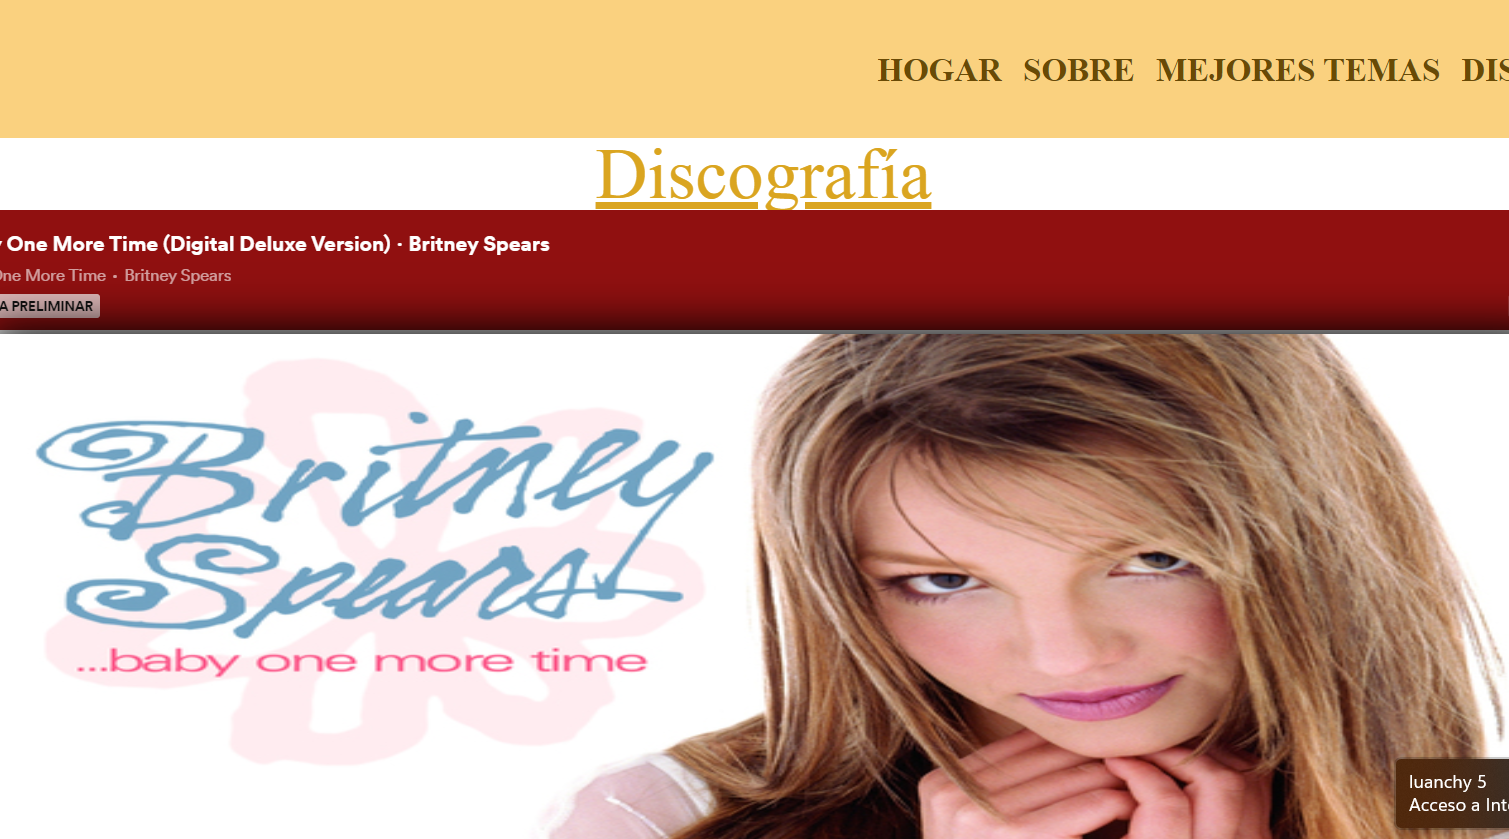 HOGAR SOBRE MEJORES TEMAS DIS
Discografía
One More Time (Digital Deluxe Version) · Britney Spears
One More Time · Britney Spears
A PRELIMINAR
Britney
Spears
...baby one more time
luanchy 5
Acceso a Inte